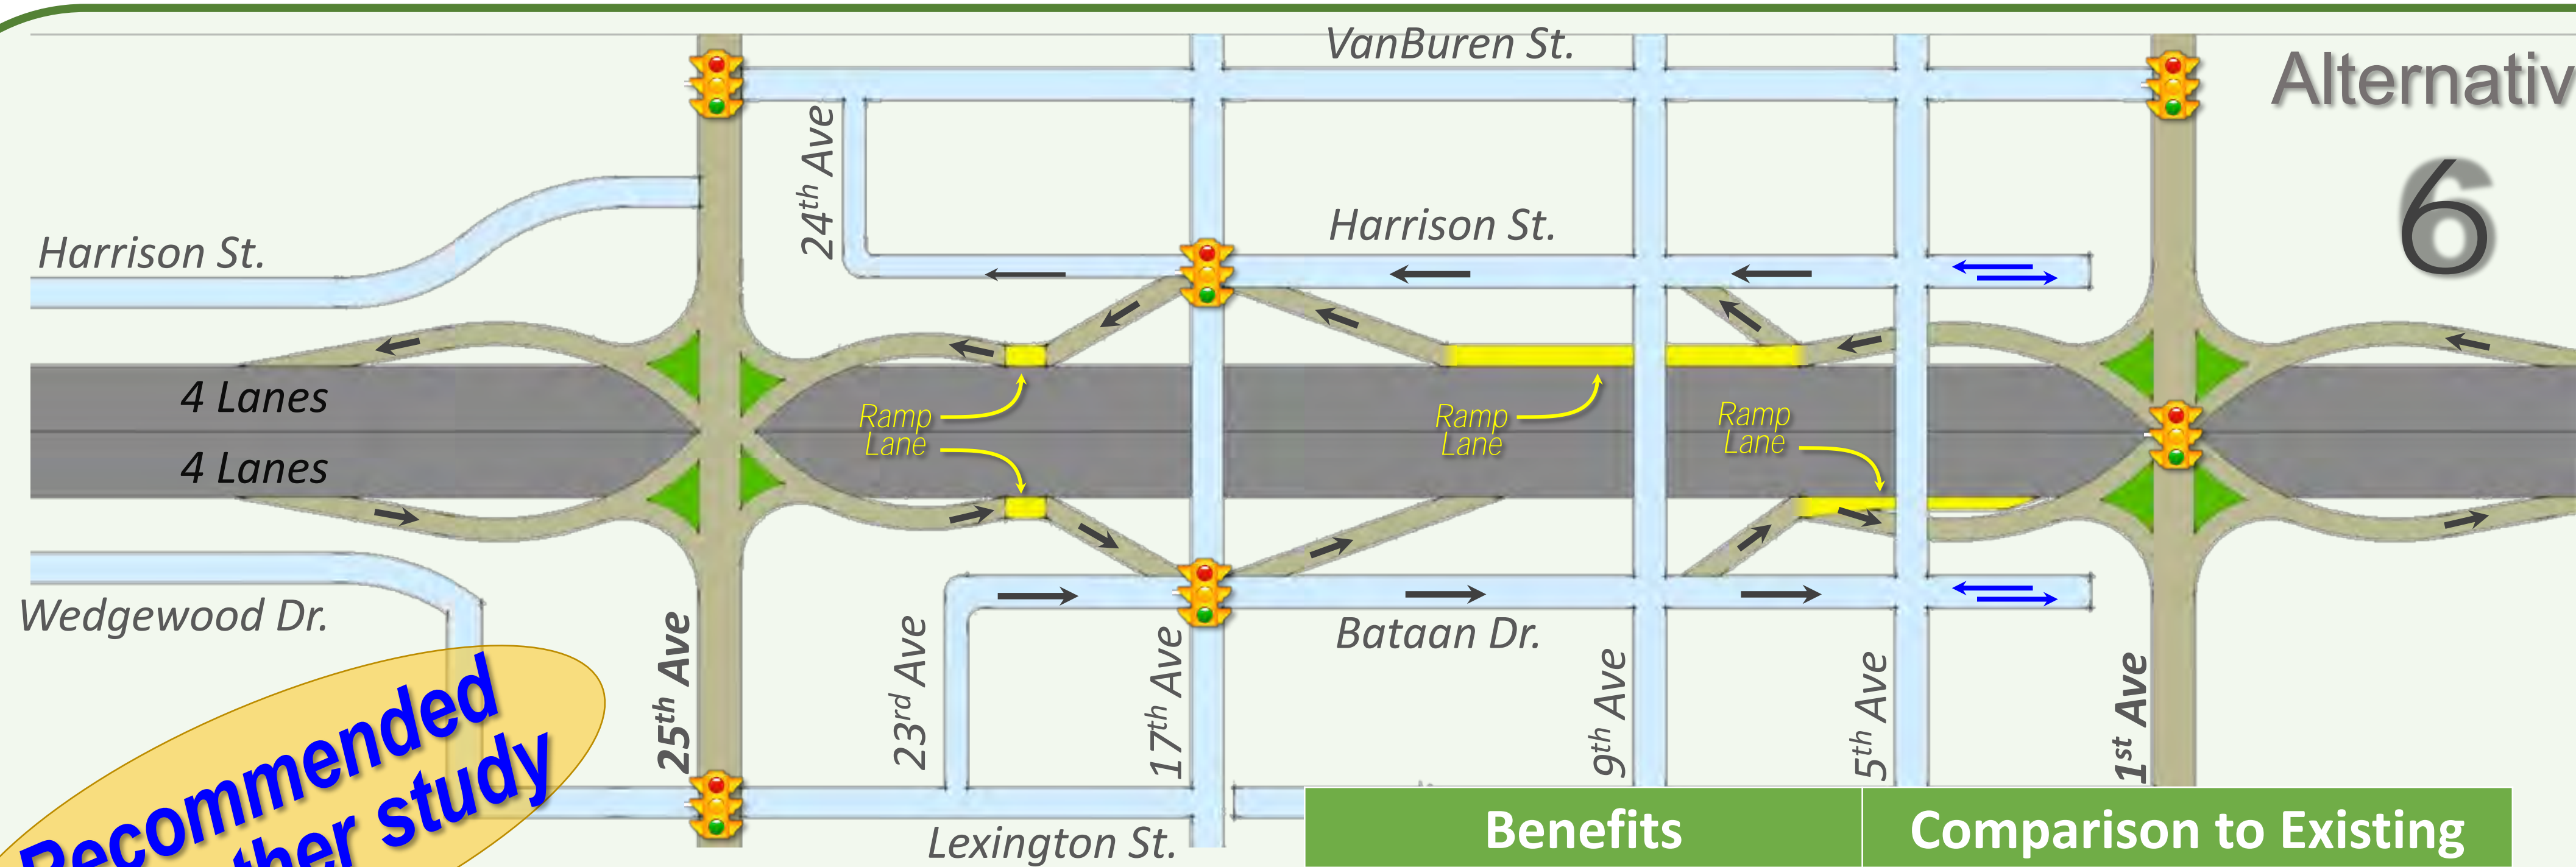 VanBuren St.
Alternativ
6
24th Ave
Harrison St.
Harrison St.
4 Lanes
4 Lanes
Ramp
Lane
Ramp
Lane
Ramp
Lane
Wedgewood Dr.
25th Ave
23rd Ave
17th Ave
Bataan Dr.
9th Ave
5th Ave
1st Ave
Recommended
ther study
Lexington St.
Benefits
Comparison to Existing